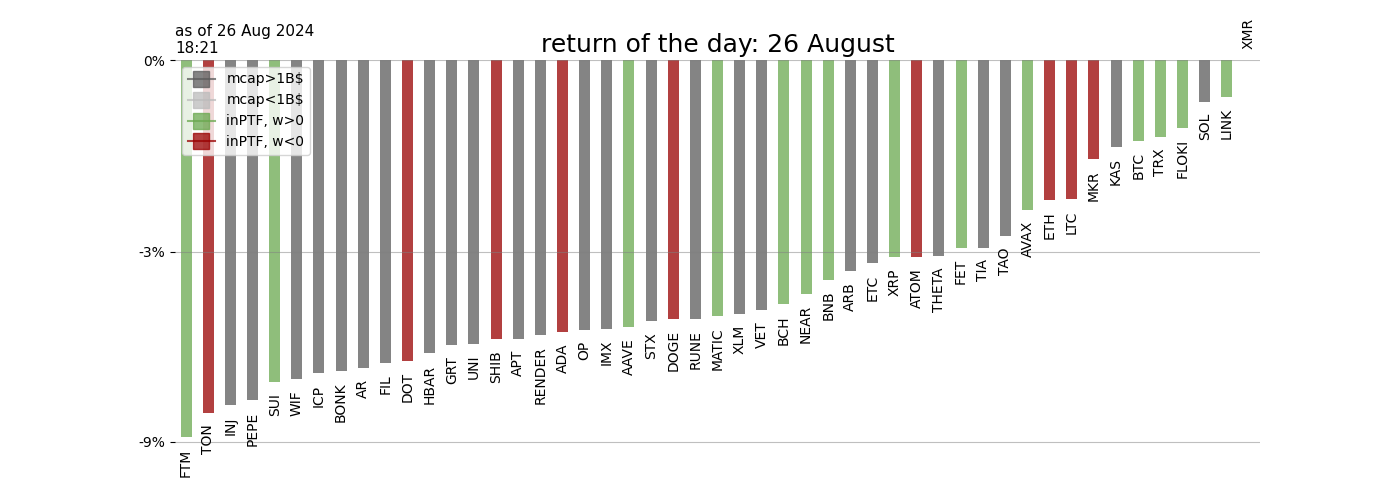 as of 26 Aug 2024
18:21
return of the day: 26 August
XMR
0%
-3%
-9%
mcap>1B$
mcap<1B$
inPTF, w>0
inPTF, w<0
FTM
TON
INJ
PEPE
SUI
WIF
ICP
BONK
AR
FIL
DOT
HBAR
GRT
UNI
SHIB
APT
RENDER
ADA
OP
IMX
AAVE
STX
DOGE
RUNE
MATIC
XLM
VET
BCH
NEAR
BNB
ARB
ETC
XRP
ATOM
THETA
FET
TIA
TAO
AVAX
ETH
LTC
MKR
KAS
BTC
TRX
FLOKI
SOL
LINK